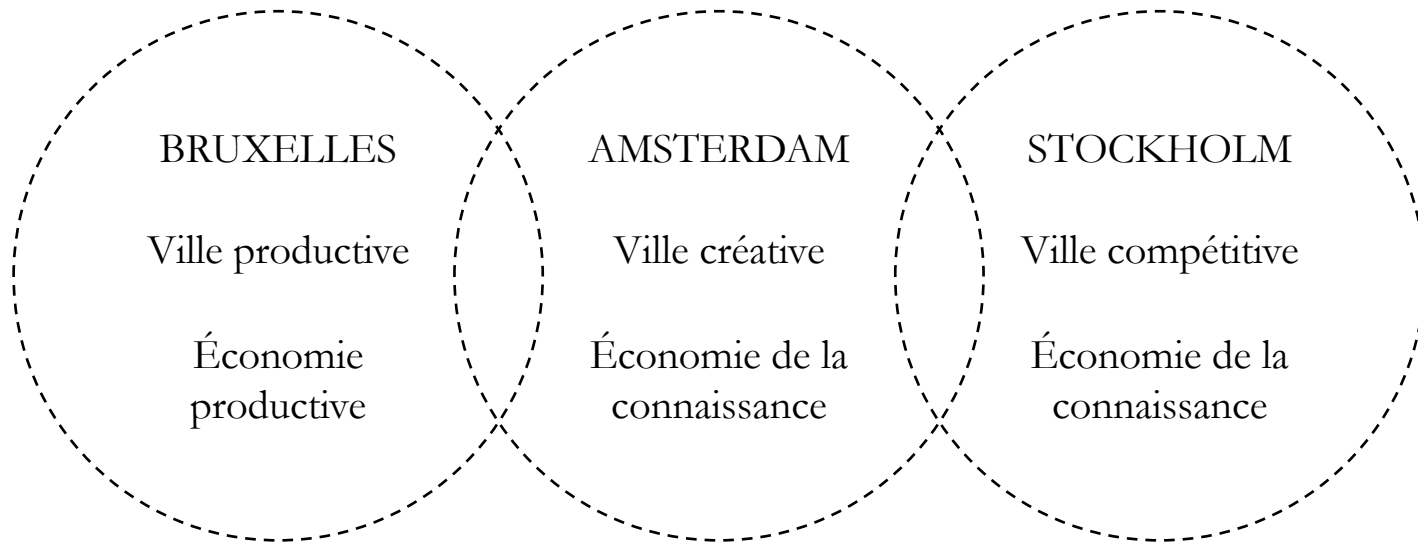 BRUXELLES
Ville productive
Économie
productive
AMSTERDAM
Ville créative
Économie de la
connaissance
STOCKHOLM
Ville compétitive
Économie de la
connaissance